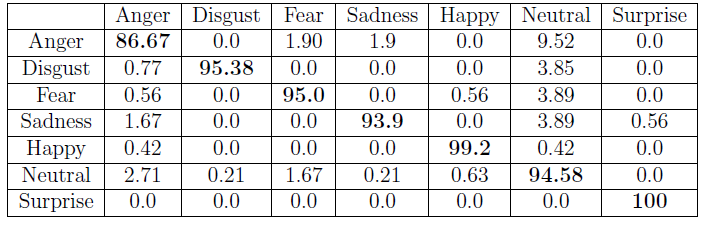 Anger Disgust Fear Sadness Happy Neutral Surprise
Anger 86.67 0.0 1.90 1.9 0.0 9.52 0.0
Disgust 0.77 95.38 0.0 0.0 0.0 3.85 0.0
Fear 0.56 0.0 95.0 0.0 0.56 3.89 0.0
Sadness 1.67 0.0 0.0 93.9 0.0 3.89 0.56
Happy 0.42 0.0 0.0 0.0 99.2 0.42 0.0
Neutral 2.71 0.21 1.67 0.21 0.63 94.58 0.0
Surprise 0.0 0.0 0.0 0.0 0.0 0.0 100